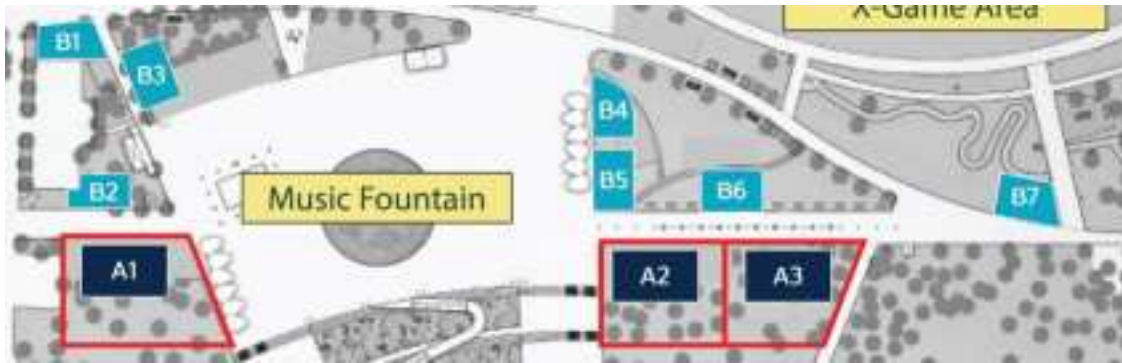 X-Game Area
B1
B3
B4
B5
B2
B6
B7
Music Fountain
A1
A2
A3